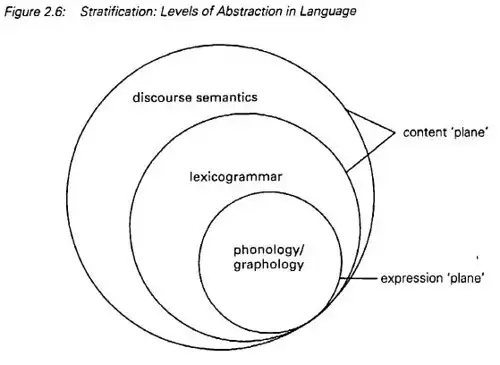 Figure 2.6: Stratification: Levels of Abstraction in Language
discourse semantics
content 'plane'
lexicogrammar
phonology/
graphology
expression 'plane'